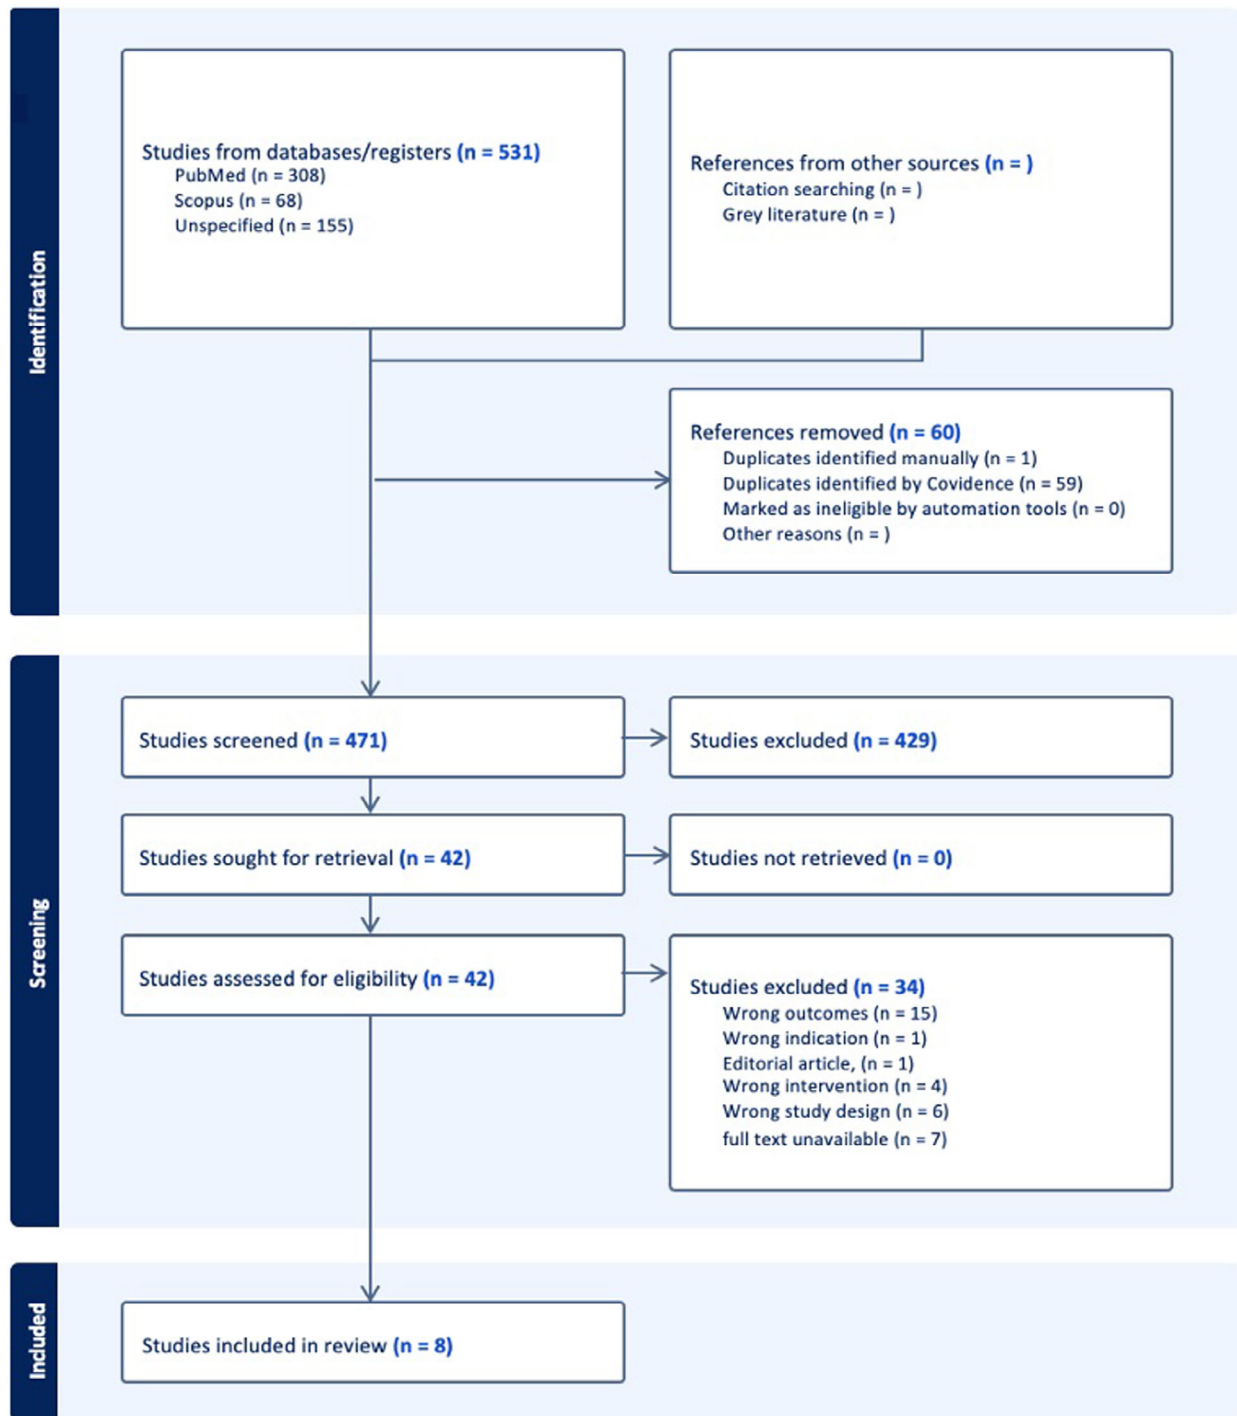 Identification
Studies from databases/registers (n = 531)
PubMed (n = 308)
Scopus (n = 68)
Unspecified (n = 155)
References from other sources (n = )
Citation searching (n = )
Grey literature (n = )
References removed (n = 60)
Duplicates identified manually (n = 1)
Duplicates identified by Covidence (n = 59)
Marked as ineligible by automation tools (n = 0)
Other reasons (n = )
Screening
Studies screened (n = 471)
Studies excluded (n = 429)
Studies sought for retrieval (n = 42)
Studies not retrieved (n = 0)
Studies assessed for eligibility (n = 42)
Studies excluded (n = 34)
Wrong outcomes (n = 15)
Wrong indication (n = 1)
Editorial article, (n = 1)
Wrong intervention (n = 4)
Wrong study design (n = 6)
full text unavailable (n = 7)
Included
Studies included in review (n = 8)